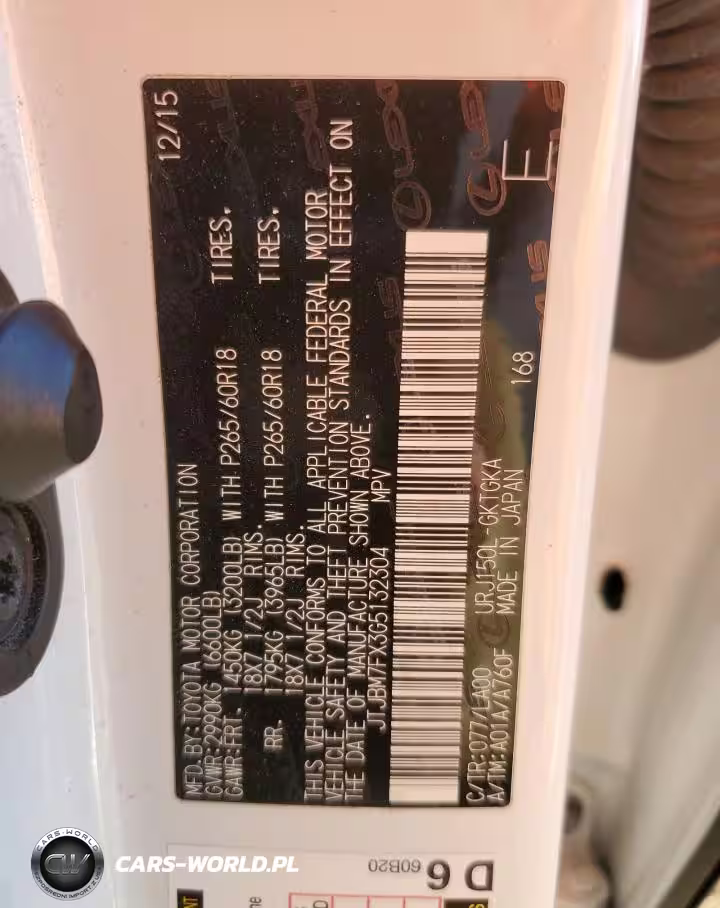 MFD. BY: TOYOTA MOTOR CORPORATION 12/15
GVWR: 2990KG (6600LB)
GAWR: FRT. 1450KG (3200LB) WITH P265/60R18 TIRES.
18X7 1/2J RIMS.
RR. 1795KG (3965LB) WITH P265/60R18 TIRES.
18X7 1/2J RIMS.
THIS VEHICLE CONFORMS TO ALL APPLICABLE FEDERAL MOTOR
VEHICLE SAFETY AND THEFT PREVENTION STANDARDS IN EFFECT ON
THE DATE OF MANUFACTURE SHOWN ABOVE.
JTJBM7FX3G5132304 MPV
C/TR: 077/LA00 URJ150L-GKTGKA 168
A/TM: A01A/A760F MADE IN JAPAN
E
D 6 60B20
CARS-WORLD
CW
CARS-WORLD.PL